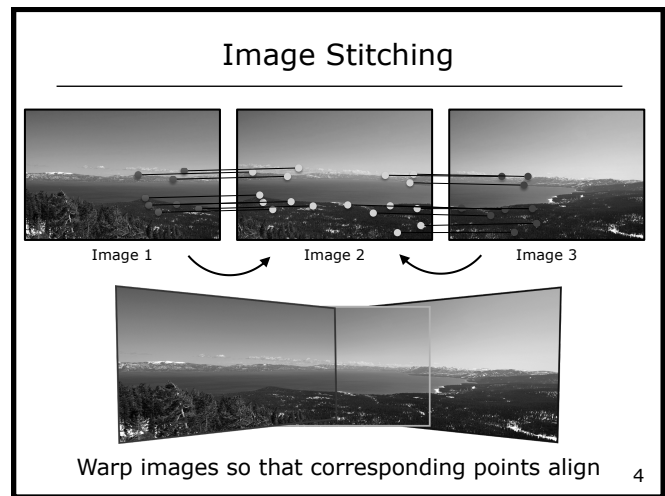 Image Stitching
Image 1
Image 2
Image 3
Warp images so that corresponding points align
4